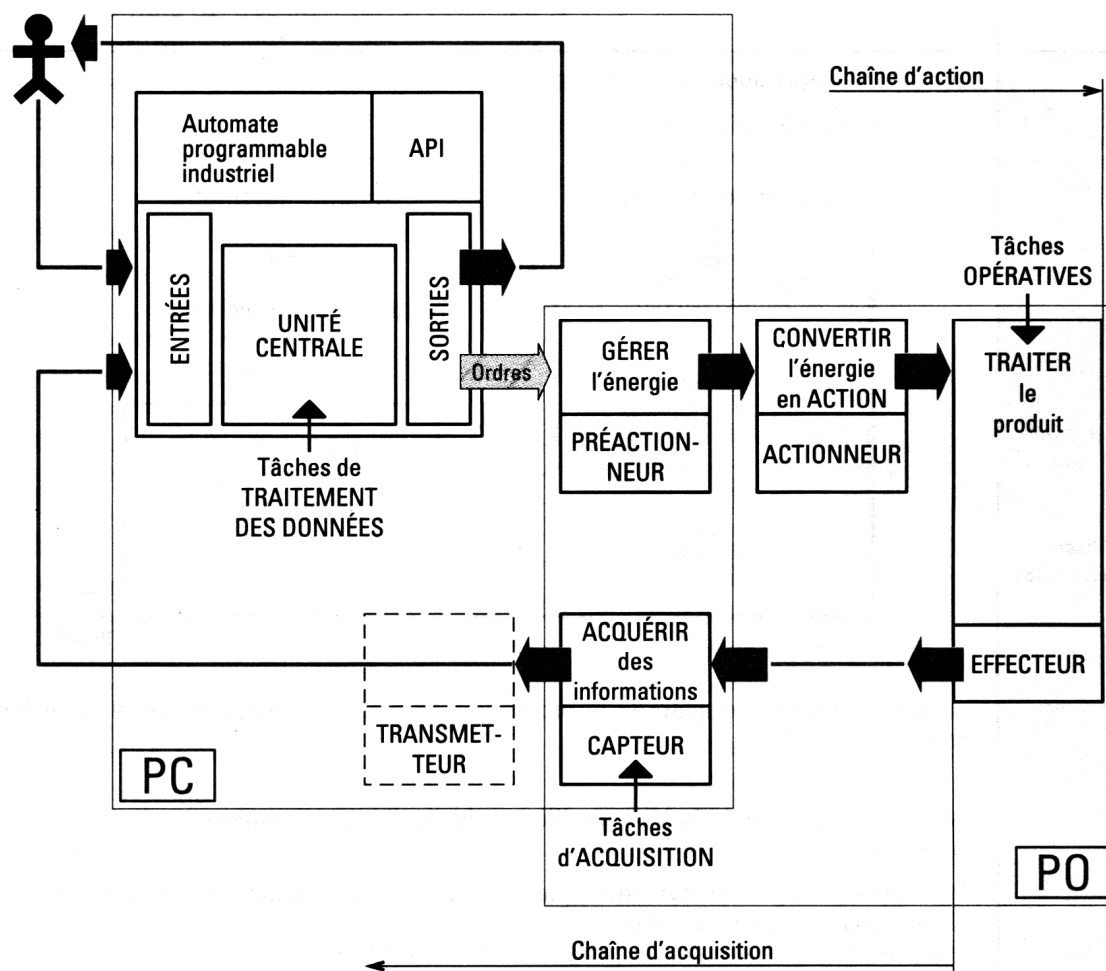 Chaîne d'action
Automate
programmable
industriel
API
ENTRÉES
UNITÉ
CENTRALE
SORTIES
Ordres
Tâches de
TRAITEMENT
DES DONNÉES
GÉRER
l'énergie
PRÉACTION-
NEUR
CONVERTIR
l'énergie
en ACTION
ACTIONNEUR
Tâches
OPÉRATIVES
TRAITER
le
produit
EFFECTEUR
ACQUÉRIR
des
informations
CAPTEUR
TRANSMET-
TEUR
Tâches
d'ACQUISITION
PC
PO
Chaîne d'acquisition